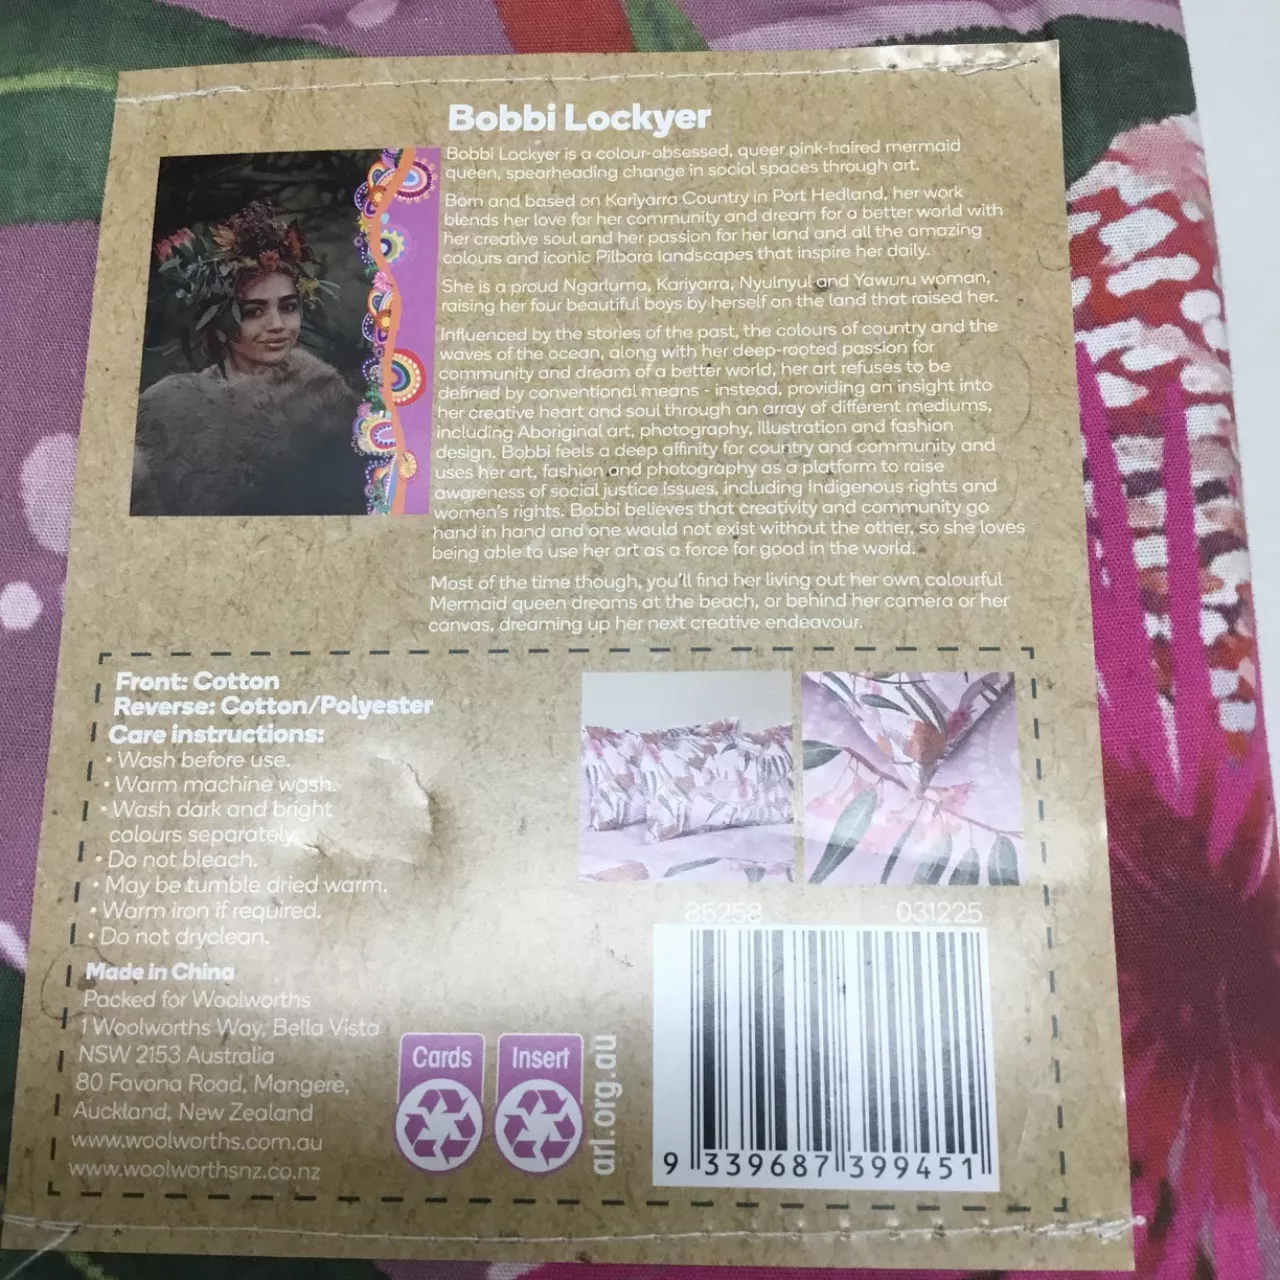 Bobbi Lockyer
Bobbi Lockyer is a colour-obsessed, queer pink-haired mermaid
queen, spearheading change in social spaces through art.
Born and based on Kariyarra Country in Port Hedland, her work
blends her love for her community and dream for a better world with
her creative soul and her passion for her land and all the amazing
colours and iconic Pilbara landscapes that inspire her daily.
She is a proud Ngarluma, Kariyarra, Nyulnyul and Yawuru woman,
raising her four beautiful boys by herself on the land that raised her.
Influenced by the stories of the past, the colours of country and the
waves of the ocean, along with her deep-rooted passion for
community and dream of a better world, her art refuses to be
defined by conventional means - instead, providing an insight into
her creative heart and soul through an array of different mediums,
including Aboriginal art, photography, illustration and fashion
design. Bobbi feels a deep affinity for country and community and
uses her art, fashion and photography as a platform to raise
awareness of social justice issues, including Indigenous rights and
women's rights. Bobbi believes that creativity and community go
hand in hand and one would not exist without the other, so she loves
being able to use her art as a force for good in the world.
Most of the time though, you'll find her living out her own colourful
Mermaid queen dreams at the beach, or behind her camera or her
canvas, dreaming up her next creative endeavour.
Front: Cotton
Reverse: Cotton/Polyester
Care instructions:
• Wash before use.
• Warm machine wash.
• Wash dark and bright
colours separately.
• Do not bleach.
• May be tumble dried warm.
• Warm iron if required.
• Do not dryclean.
Made in China
Packed for Woolworths
1 Woolworths Way, Bella Vista
NSW 2153 Australia
80 Favona Road, Mangere,
Auckland, New Zealand
www.woolworths.com.au
www.woolworthsnz.co.nz
Cards
Insert
arl.org.au
85258 031225
9 339687 399451